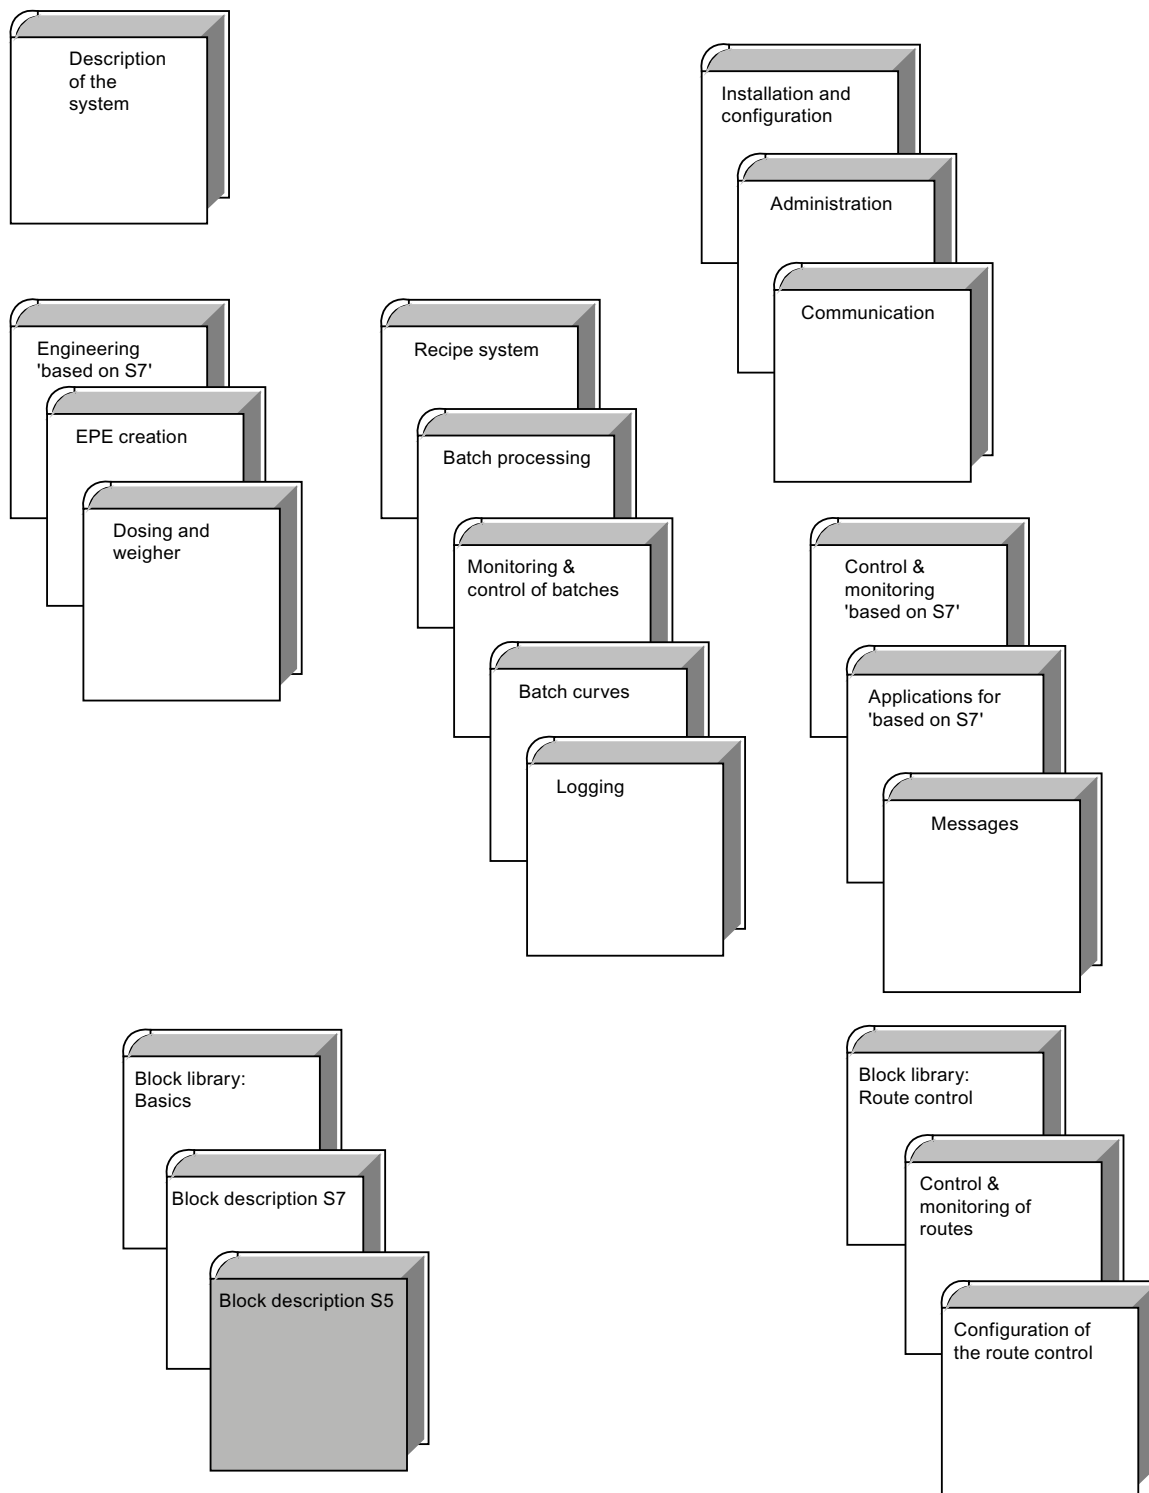 Description
of the
system
Installation and
configuration
Administration
Communication
Engineering
'based on S7'
EPE creation
Dosing and
weigher
Recipe system
Batch processing
Monitoring &
control of batches
Batch curves
Logging
Control &
monitoring
'based on S7'
Applications for
'based on S7'
Messages
Block library:
Basics
Block description S7
Block description S5
Block library:
Route control
Control &
monitoring of
routes
Configuration of
the route control